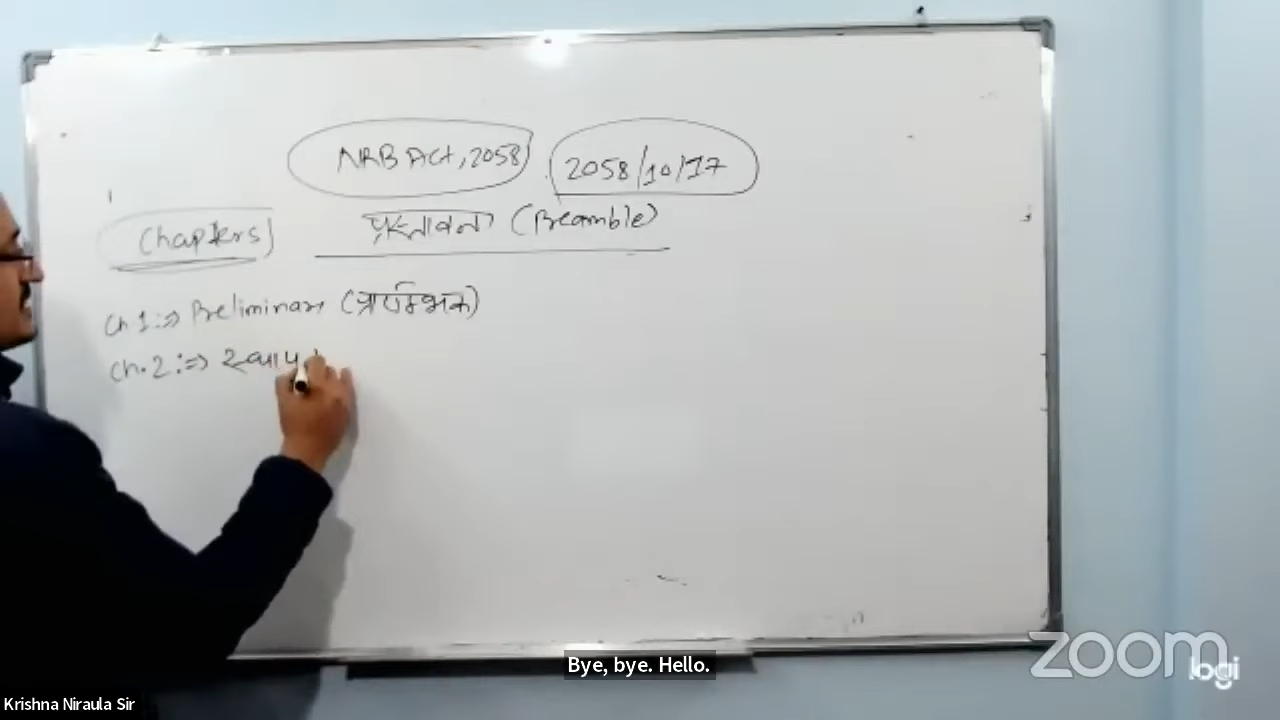 NRB Act, 2058 2058/10/17
प्रस्तावना (Preamble)
Chapters
Ch 1:=> Preliminary (प्रारम्भिक)
Ch.2:=>
Bye, bye. Hello.
zoom
logi
Krishna Niraula Sir